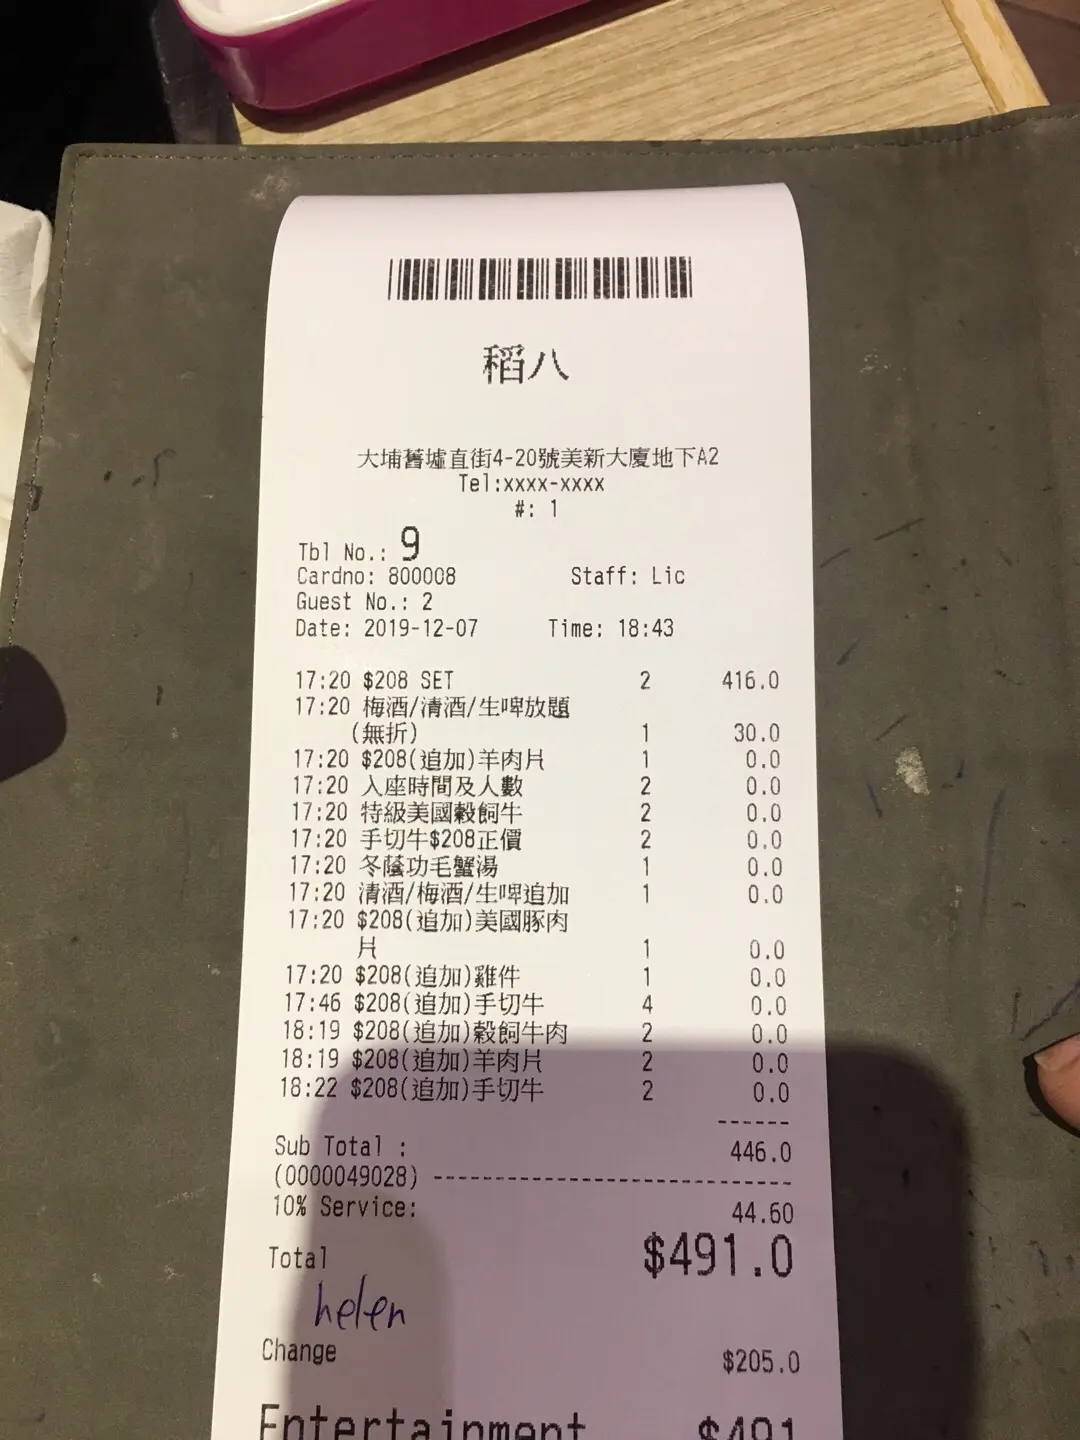 稻八
大埔舊墟直街4-20號美新大廈地下A2
Tel:xxxx-xxxx
#: 1
Tbl No.: 9
Cardno: 800008 Staff: Lic
Guest No.: 2
Date: 2019-12-07 Time: 18:43
17:20 $208 SET 2 416.0
17:20 梅酒/清酒/生啤放題
(無折) 1 30.0
17:20 $208(追加)羊肉片 1 0.0
17:20 入座時間及人數 2 0.0
17:20 特級美國穀飼牛 2 0.0
17:20 手切牛$208正價 2 0.0
17:20 冬蔭功毛蟹湯 1 0.0
17:20 清酒/梅酒/生啤追加 1 0.0
17:20 $208(追加)美國豚肉
片 1 0.0
17:20 $208(追加)雞件 1 0.0
17:46 $208(追加)手切牛 4 0.0
18:19 $208(追加)穀飼牛肉 2 0.0
18:19 $208(追加)羊肉片 2 0.0
18:22 $208(追加)手切牛 2 0.0
Sub Total : 446.0
(0000049028)
10% Service: 44.60
Total $491.0
helen
Change $205.0
Entertainment $491